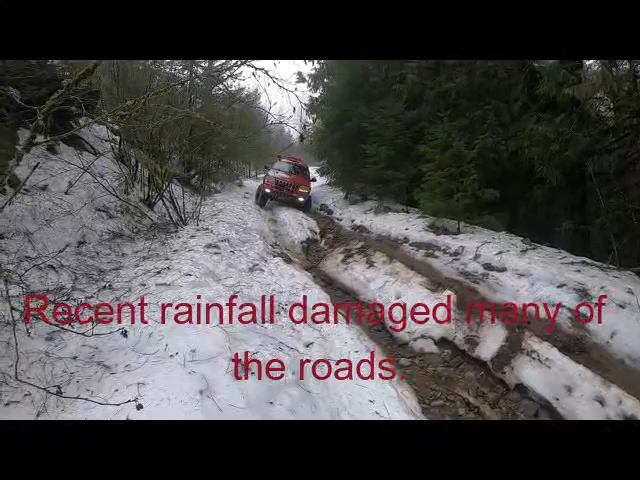 Recent rainfall damaged many of
the roads.